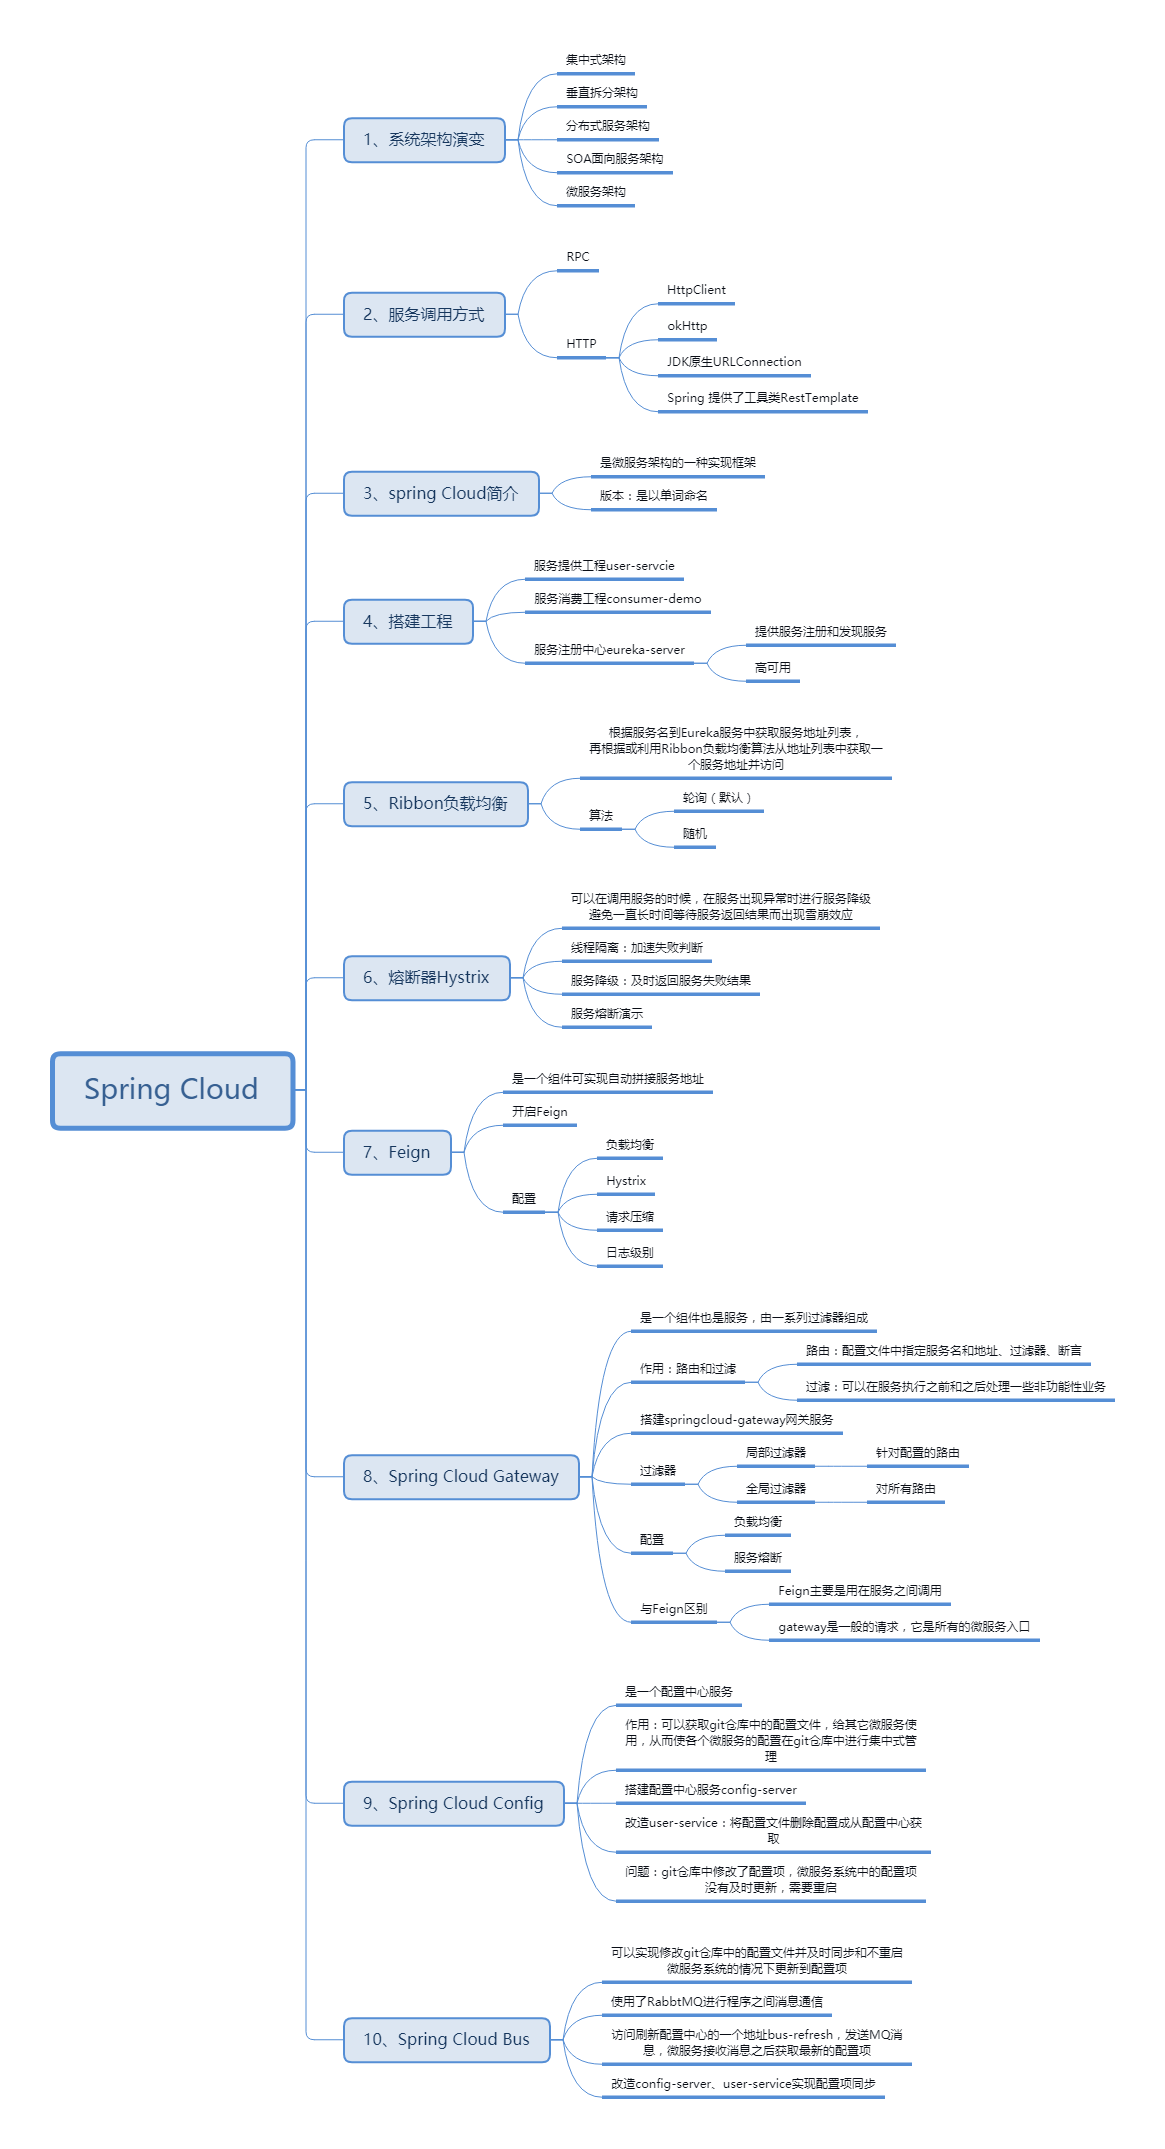 Spring Cloud
1、系统架构演变
集中式架构
垂直拆分架构
分布式服务架构
SOA面向服务架构
微服务架构
2、服务调用方式
RPC
HTTP
HttpClient
okHttp
JDK原生URLConnection
Spring 提供了工具类RestTemplate
3、spring Cloud简介
是微服务架构的一种实现框架
版本：是以单词命名
4、搭建工程
服务提供工程user-servcie
服务消费工程consumer-demo
服务注册中心eureka-server
提供服务注册和发现服务
高可用
5、Ribbon负载均衡
根据服务名到Eureka服务中获取服务地址列表，
再根据或利用Ribbon负载均衡算法从地址列表中获取一
个服务地址并访问
算法
轮询（默认）
随机
6、熔断器Hystrix
可以在调用服务的时候，在服务出现异常时进行服务降级
避免一直长时间等待服务返回结果而出现雪崩效应
线程隔离：加速失败判断
服务降级：及时返回服务失败结果
服务熔断演示
7、Feign
是一个组件可实现自动拼接服务地址
开启Feign
配置
负载均衡
Hystrix
请求压缩
日志级别
8、Spring Cloud Gateway
是一个组件也是服务，由一系列过滤器组成
作用：路由和过滤
路由：配置文件中指定服务名和地址、过滤器、断言
过滤：可以在服务执行之前和之后处理一些非功能性业务
搭建springcloud-gateway网关服务
过滤器
局部过滤器
针对配置的路由
全局过滤器
对所有路由
配置
负载均衡
服务熔断
与Feign区别
Feign主要是用在服务之间调用
gateway是一般的请求，它是所有的微服务入口
9、Spring Cloud Config
是一个配置中心服务
作用：可以获取git仓库中的配置文件，给其它微服务使
用，从而使各个微服务的配置在git仓库中进行集中式管
理
搭建配置中心服务config-server
改造user-service：将配置文件删除配置成从配置中心获
取
问题：git仓库中修改了配置项，微服务系统中的配置项
没有及时更新，需要重启
10、Spring Cloud Bus
可以实现修改git仓库中的配置文件并及时同步和不重启
微服务系统的情况下更新到配置项
使用了RabbtMQ进行程序之间消息通信
访问刷新配置中心的一个地址bus-refresh，发送MQ消
息，微服务接收消息之后获取最新的配置项
改造config-server、user-service实现配置项同步